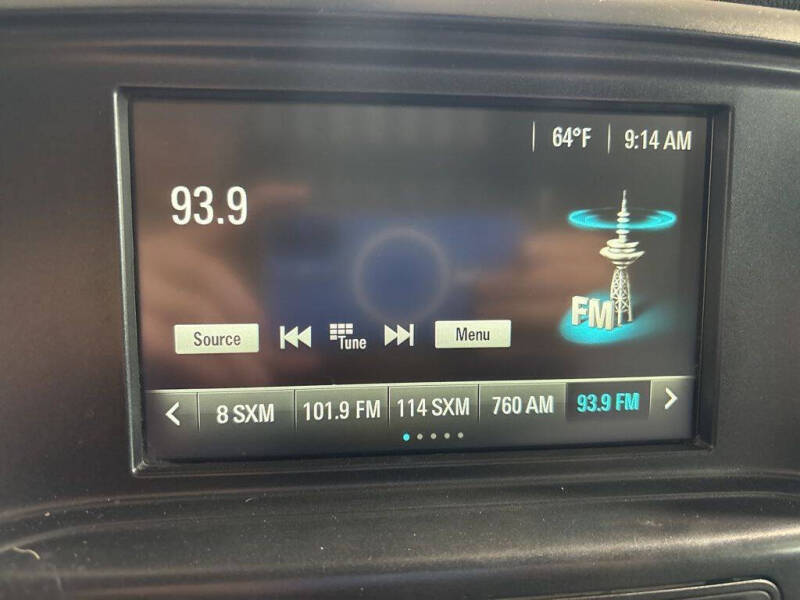 64°F 9:14 AM
93.9
FM
Source Tune Menu
8 SXM 101.9 FM 114 SXM 760 AM 93.9 FM